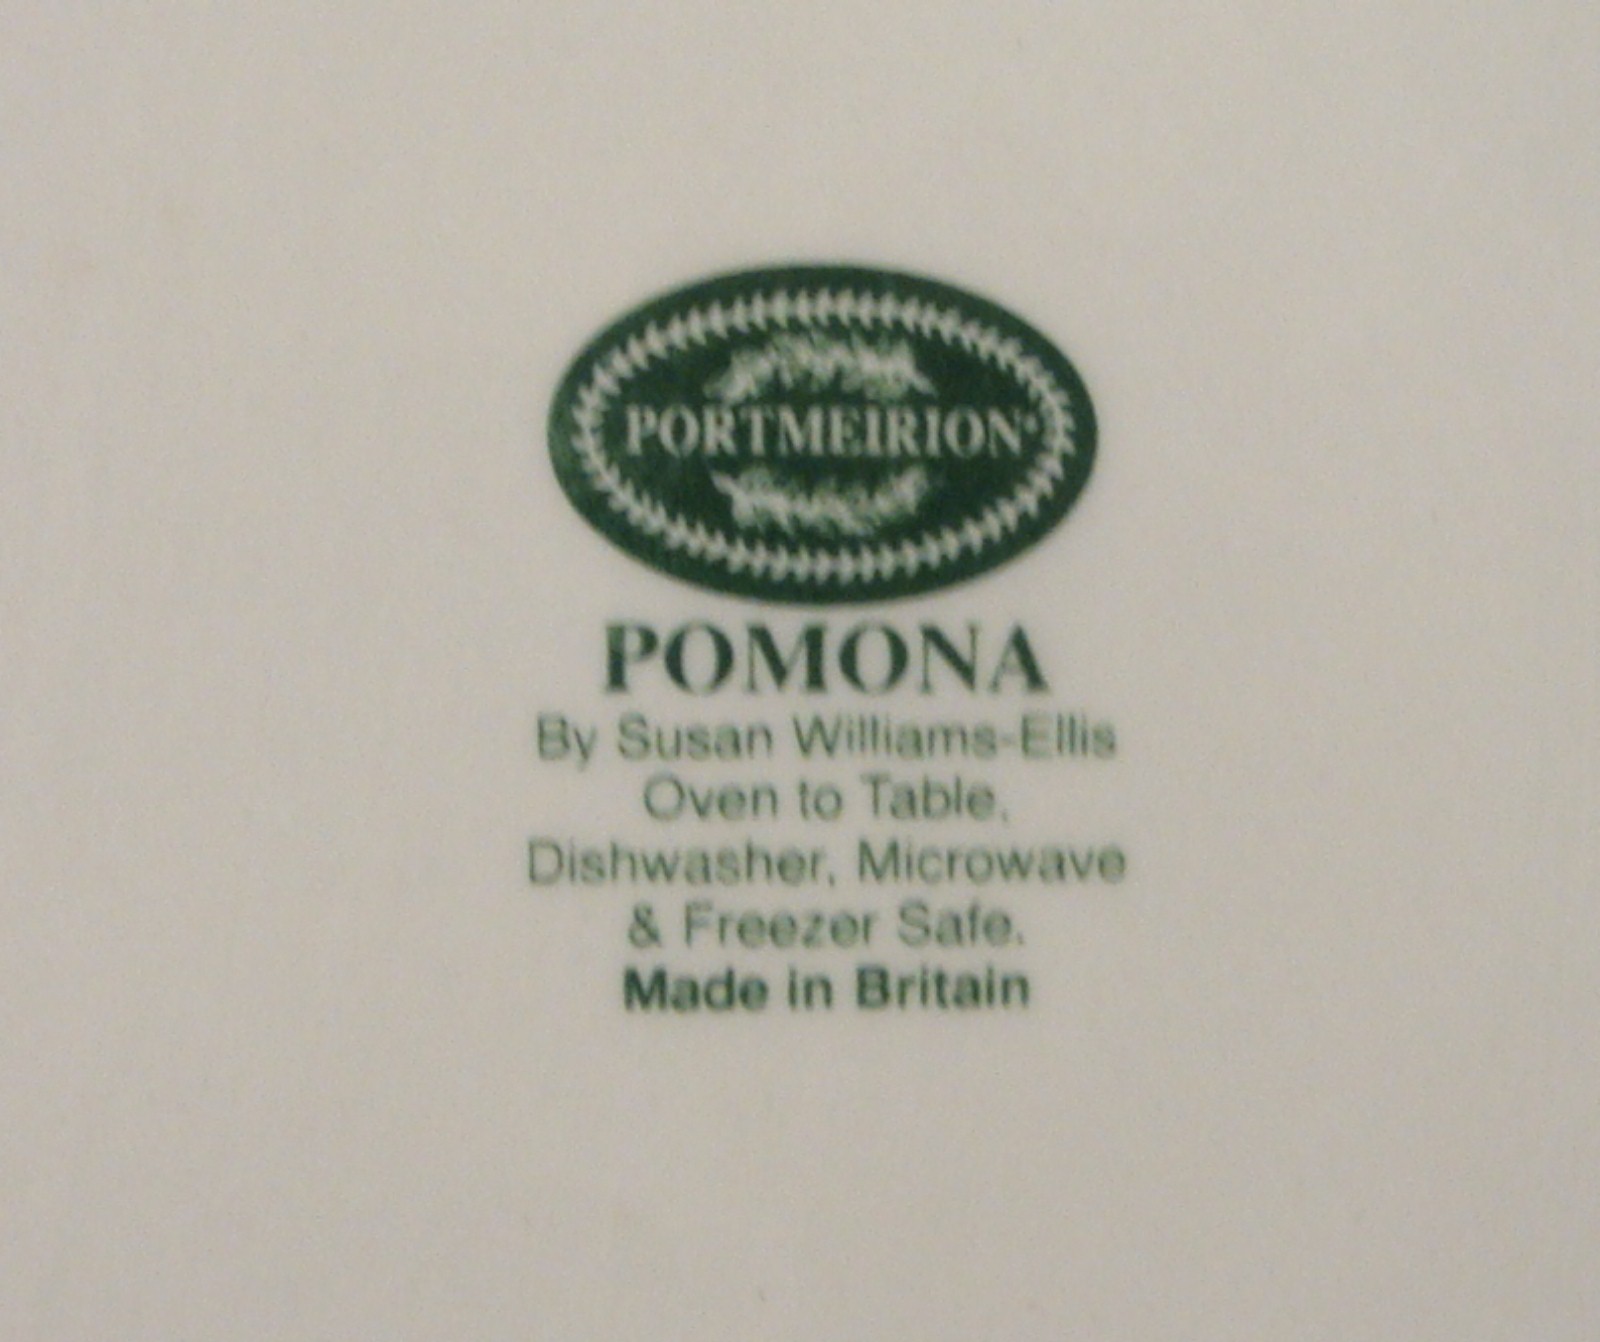 PORTMEIRION®
POMONA
By Susan Williams-Ellis
Oven to Table,
Dishwasher, Microwave
& Freezer Safe.
Made in Britain